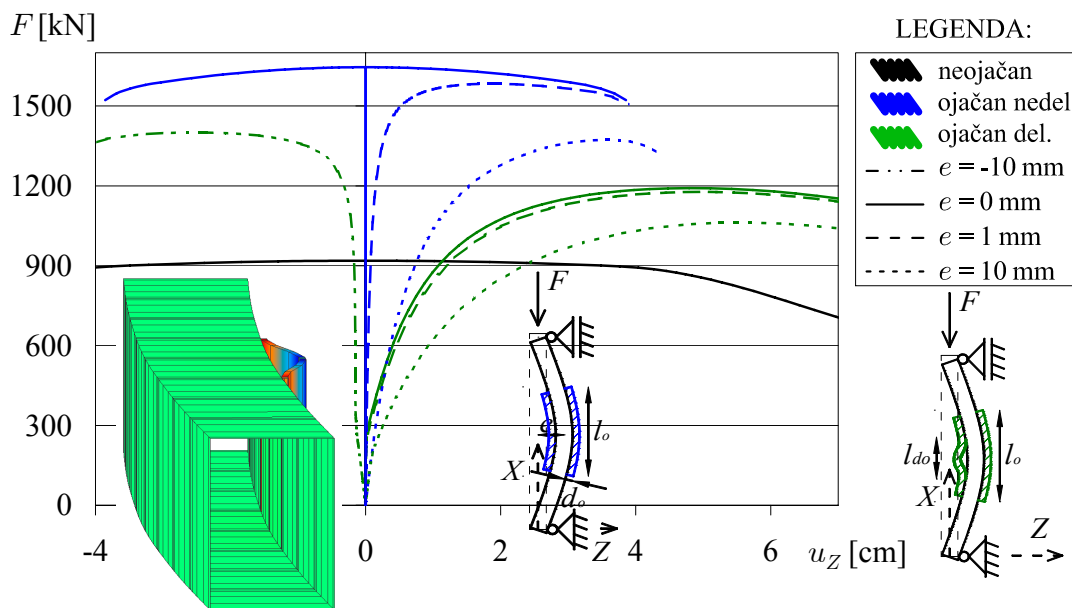 F [kN]
1500
1200
900
600
300
0
-4
0
2
4
6
u_Z [cm]
LEGENDA:
neojačan
ojačan nedel.
ojačan del.
e = -10 mm
e = 0 mm
e = 1 mm
e = 10 mm
F
e
l_o
X
d_o
Z
F
l_do
l_o
X
Z